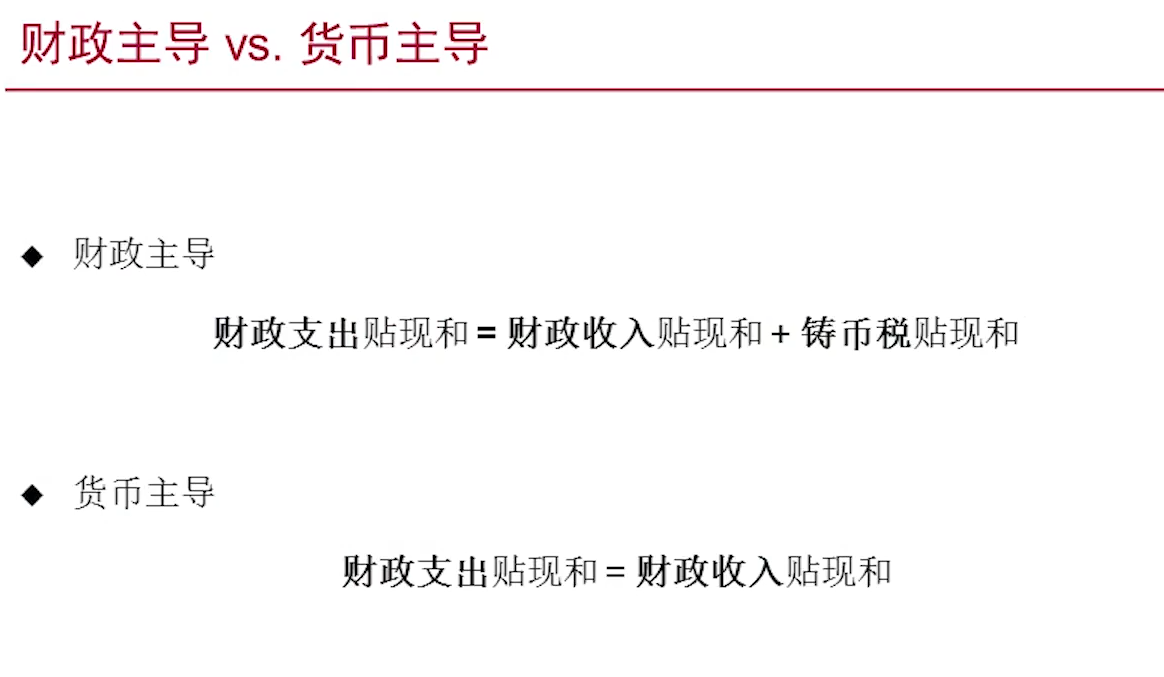 财政主导 vs. 货币主导
◆ 财政主导
财政支出贴现和 = 财政收入贴现和 + 铸币税贴现和
◆ 货币主导
财政支出贴现和 = 财政收入贴现和